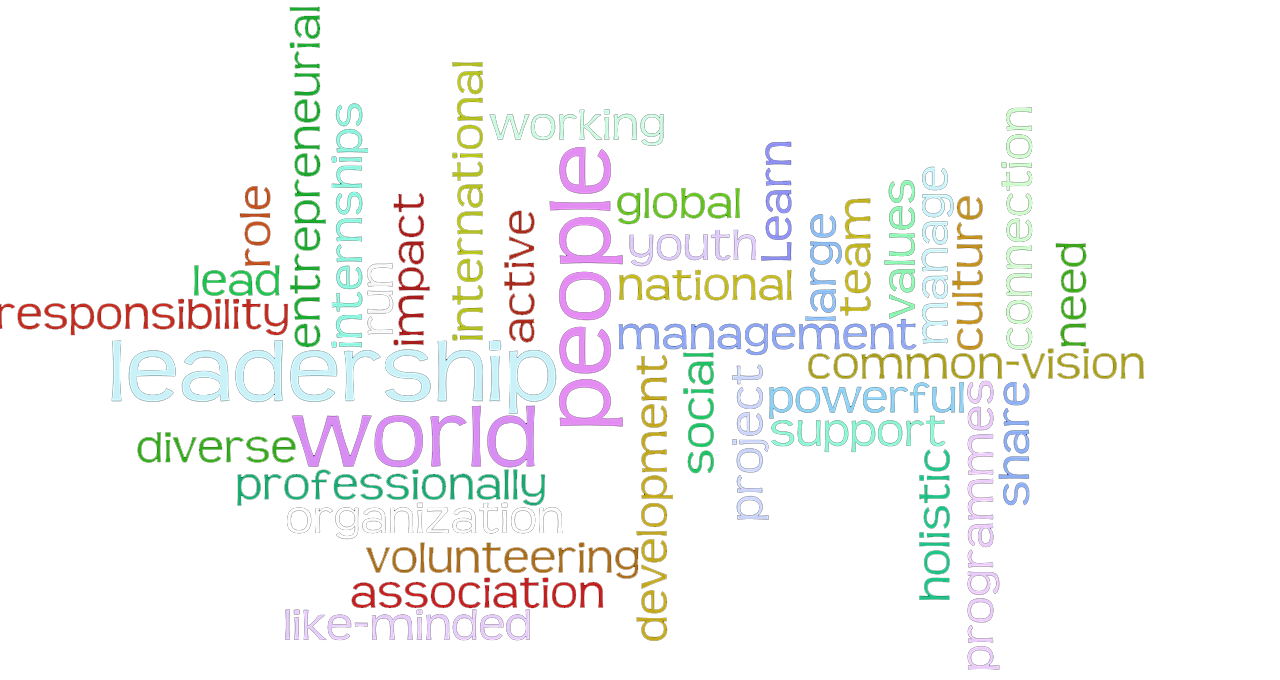 entrepreneurial
international
internships
working
connection
people
Learn
manage
role
impact
values
global
team
culture
active
large
youth
need
run
lead
national
responsibility
management
leadership
common-vision
social
development
project
powerful
programmes
share
world
support
diverse
holistic
professionally
organization
volunteering
association
like-minded